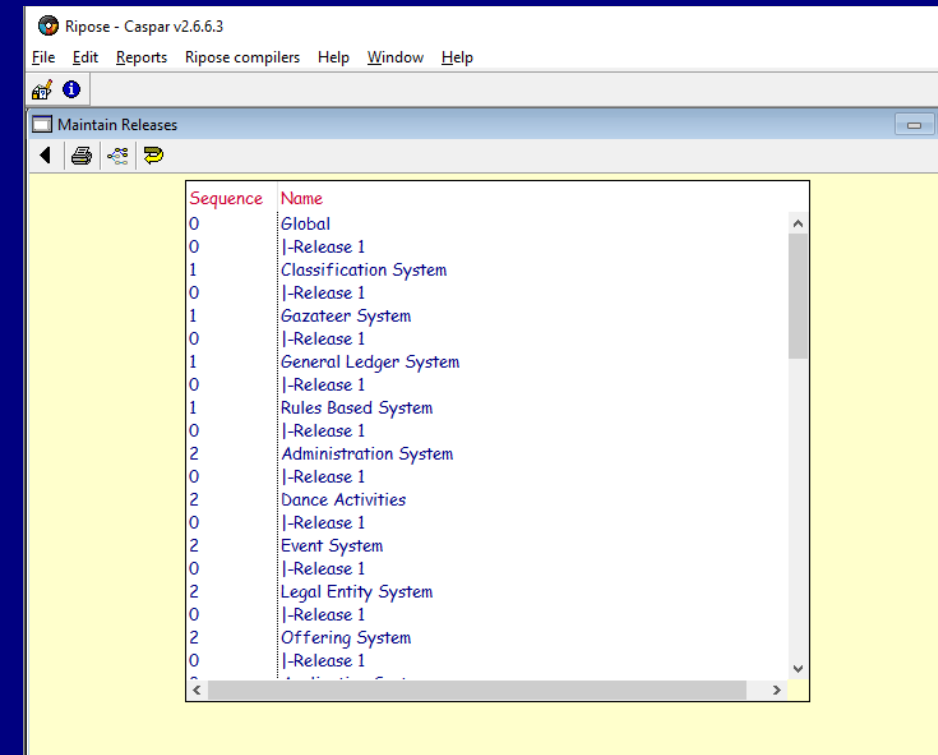 Ripose - Caspar v2.6.6.3
File Edit Reports Ripose compilers Help Window Help
Maintain Releases
Sequence Name
0 Global
0 |-Release 1
1 Classification System
0 |-Release 1
1 Gazateer System
0 |-Release 1
1 General Ledger System
0 |-Release 1
1 Rules Based System
0 |-Release 1
2 Administration System
0 |-Release 1
2 Dance Activities
0 |-Release 1
2 Event System
0 |-Release 1
2 Legal Entity System
0 |-Release 1
2 Offering System
0 |-Release 1